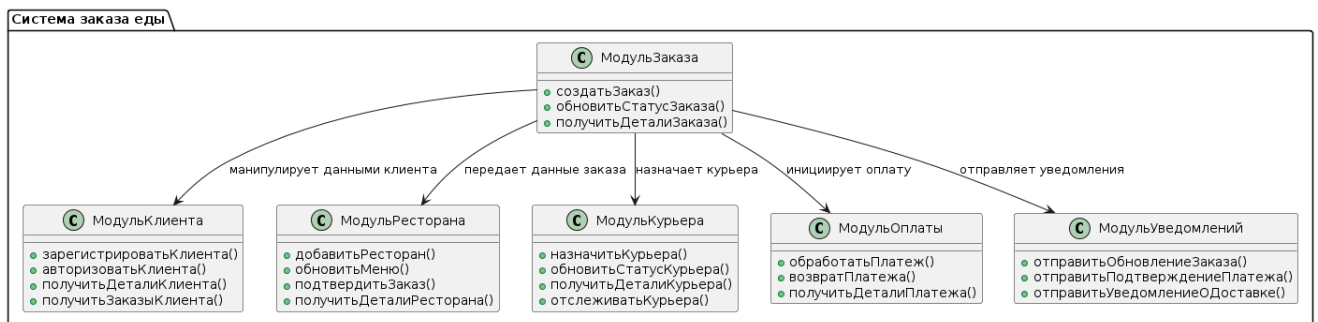 Система заказа еды
C МодульЗаказа
создатьЗаказ()
обновитьСтатусЗаказа()
получитьДеталиЗаказа()
манипулирует данными клиента
передает данные заказа
назначает курьера
инициирует оплату
отправляет уведомления
C МодульКлиента
зарегистрироватьКлиента()
авторизоватьКлиента()
получитьДеталиКлиента()
получитьЗаказыКлиента()
C МодульРесторана
добавитьРесторан()
обновитьМеню()
подтвердитьЗаказ()
получитьДеталиРесторана()
C МодульКурьера
назначитьКурьера()
обновитьСтатусКурьера()
получитьДеталиКурьера()
отслеживатьКурьера()
C МодульОплаты
обработатьПлатеж()
возвратПлатежа()
получитьДеталиПлатежа()
C МодульУведомлений
отправитьОбновлениеЗаказа()
отправитьПодтверждениеПлатежа()
отправитьУведомлениеОДоставке()